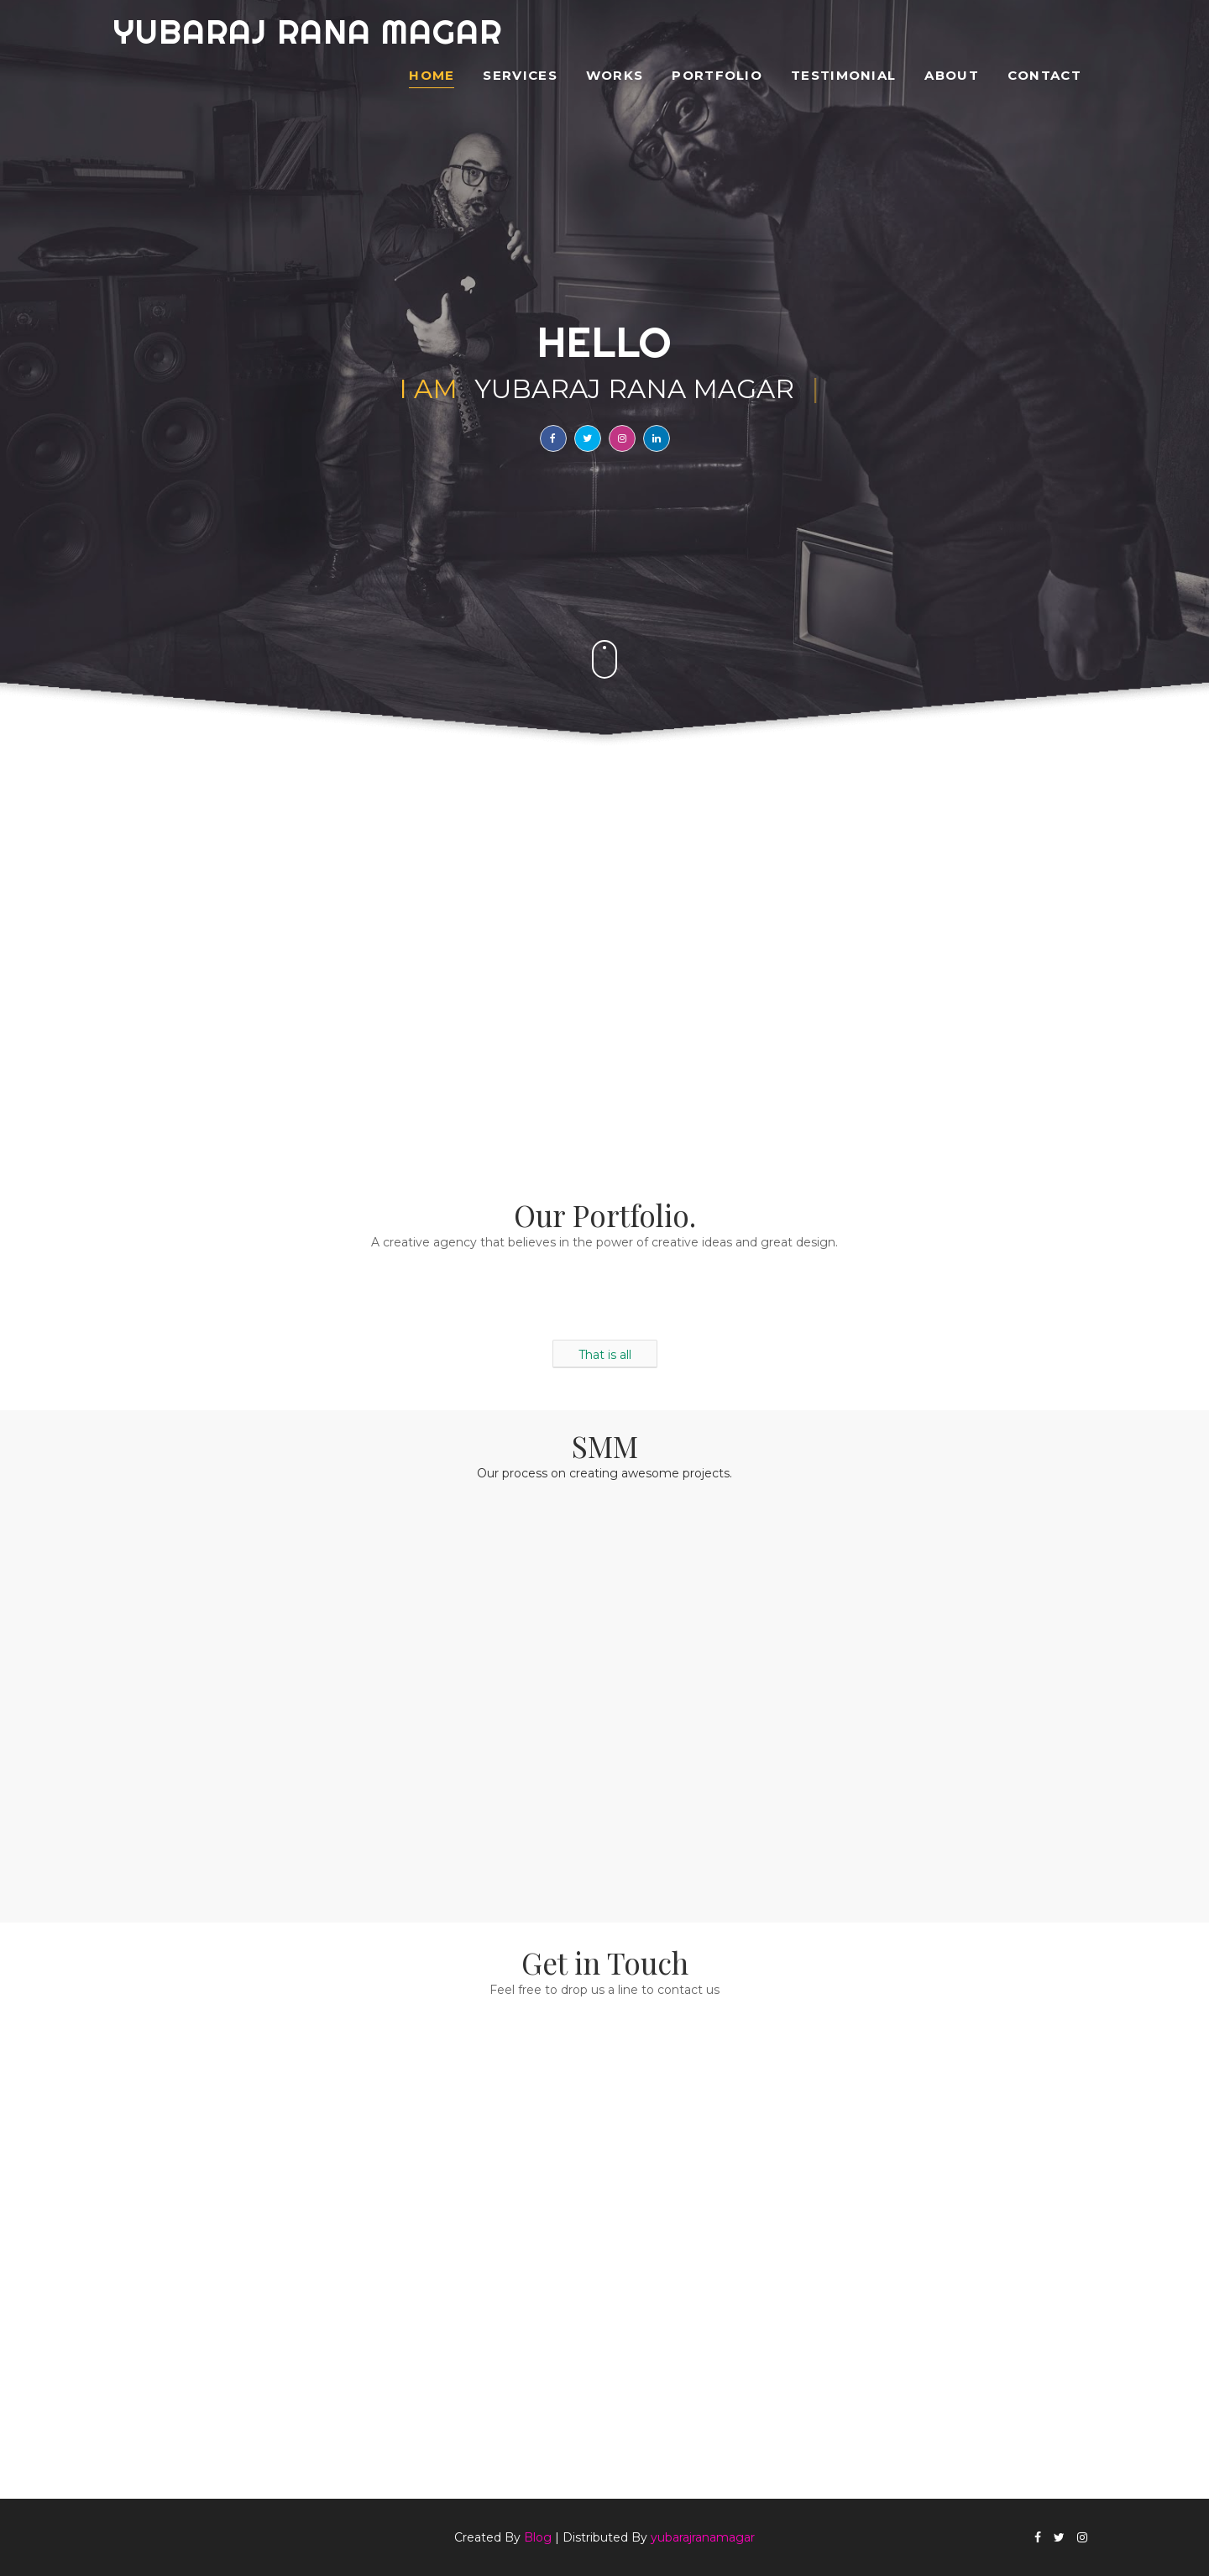 YUBARAJ RANA MAGAR
HOME SERVICES WORKS PORTFOLIO TESTIMONIAL ABOUT CONTACT
HELLO
I AM YUBARAJ RANA MAGAR |
Our Portfolio.
A creative agency that believes in the power of creative ideas and great design.
That is all
SMM
Our process on creating awesome projects.
Get in Touch
Feel free to drop us a line to contact us
Created By Blog | Distributed By yubarajranamagar